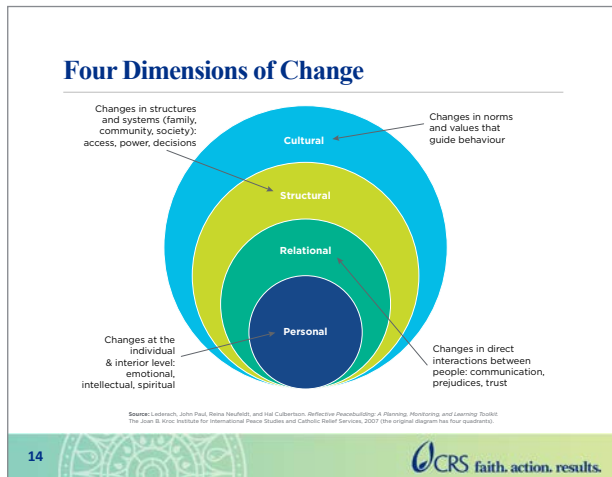 Four Dimensions of Change
Changes in structures
and systems (family,
community, society):
access, power, decisions
Changes in norms
and values that
guide behaviour
Cultural
Structural
Relational
Personal
Changes at the
individual
& interior level:
emotional,
intellectual, spiritual
Changes in direct
interactions between
people: communication,
prejudices, trust
Source: Lederach, John Paul, Reina Neufeldt, and Hal Culbertson. Reflective Peacebuilding: A Planning, Monitoring, and Learning Toolkit.
The Joan B. Kroc Institute for International Peace Studies and Catholic Relief Services, 2007 (the original diagram has four quadrants).
14
CRS faith. action. results.